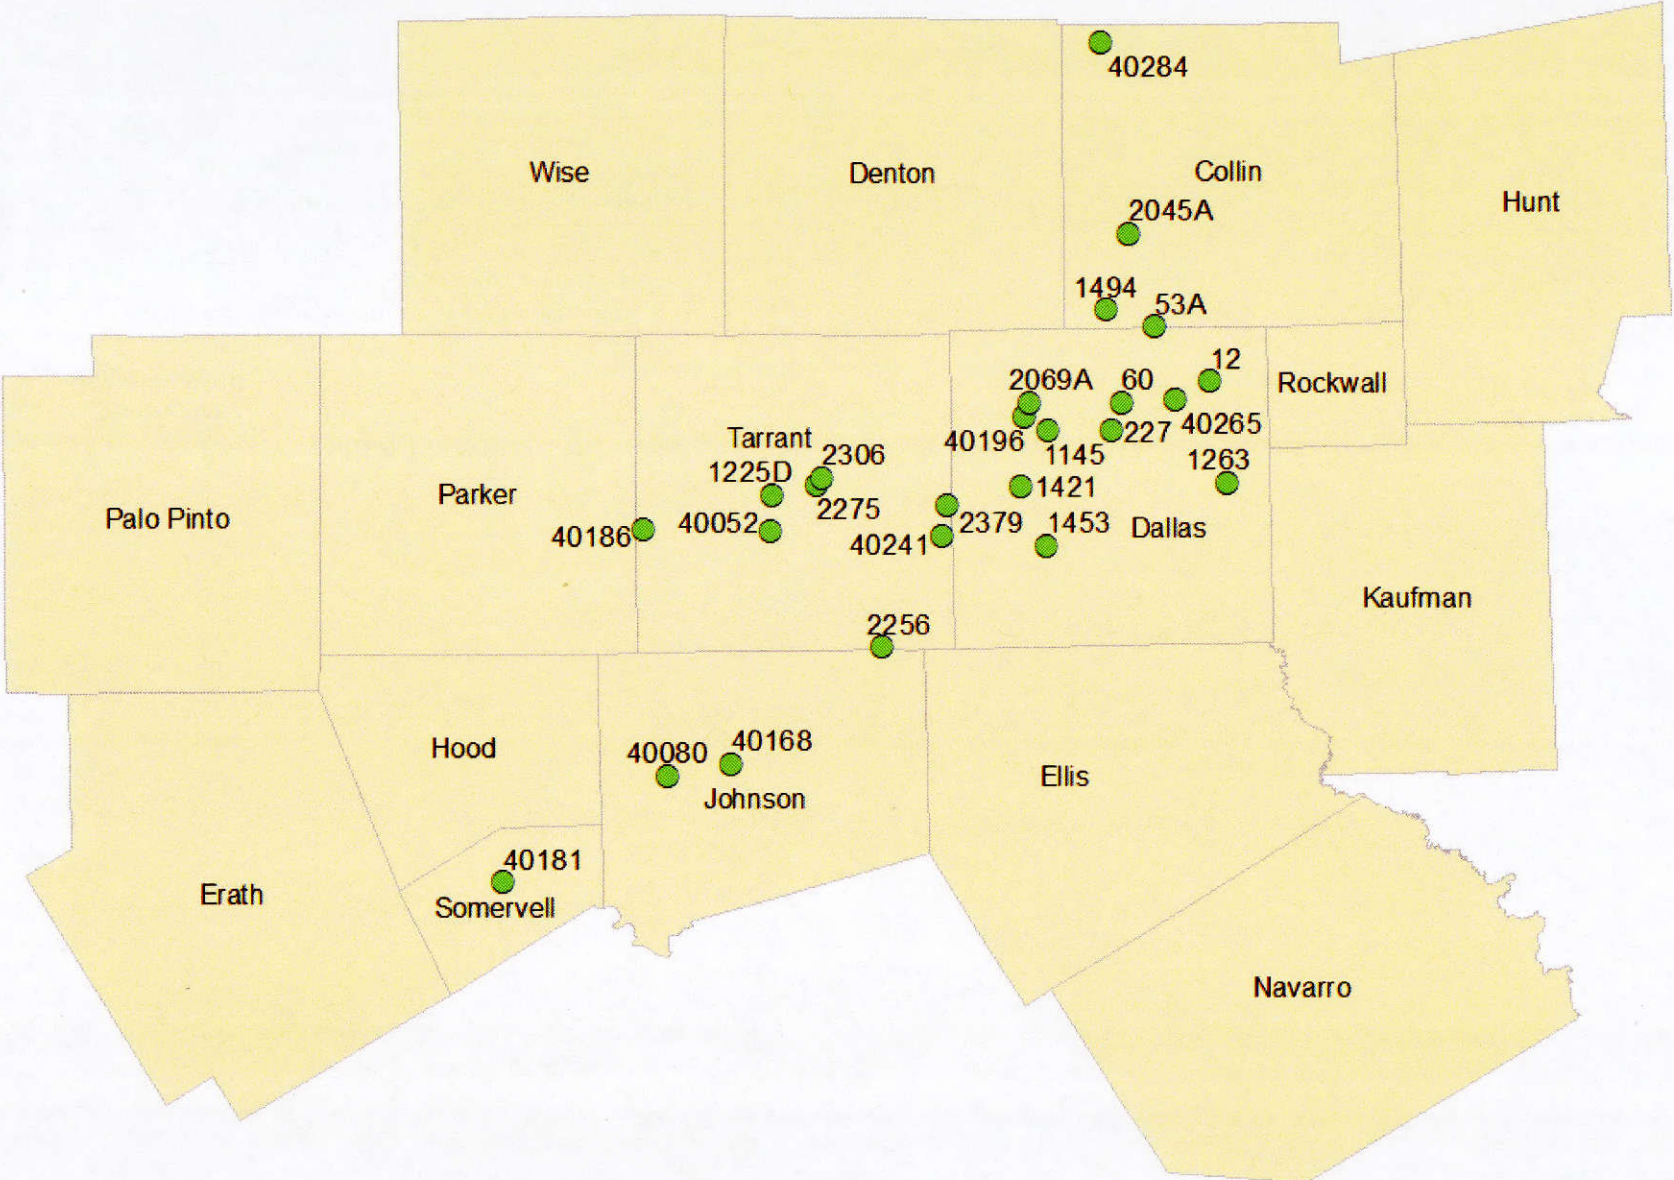 40284
Wise
Denton
Collin
Hunt
2045A
1494
53A
12
2069A
60
Rockwall
40196
1145
227
40265
Tarrant
2306
1225D
2275
1263
Parker
1421
Palo Pinto
40186
40052
40241
2379
1453
Dallas
Kaufman
2256
Hood
40080
40168
Johnson
Ellis
40181
Erath
Somervell
Navarro